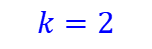 k = 2